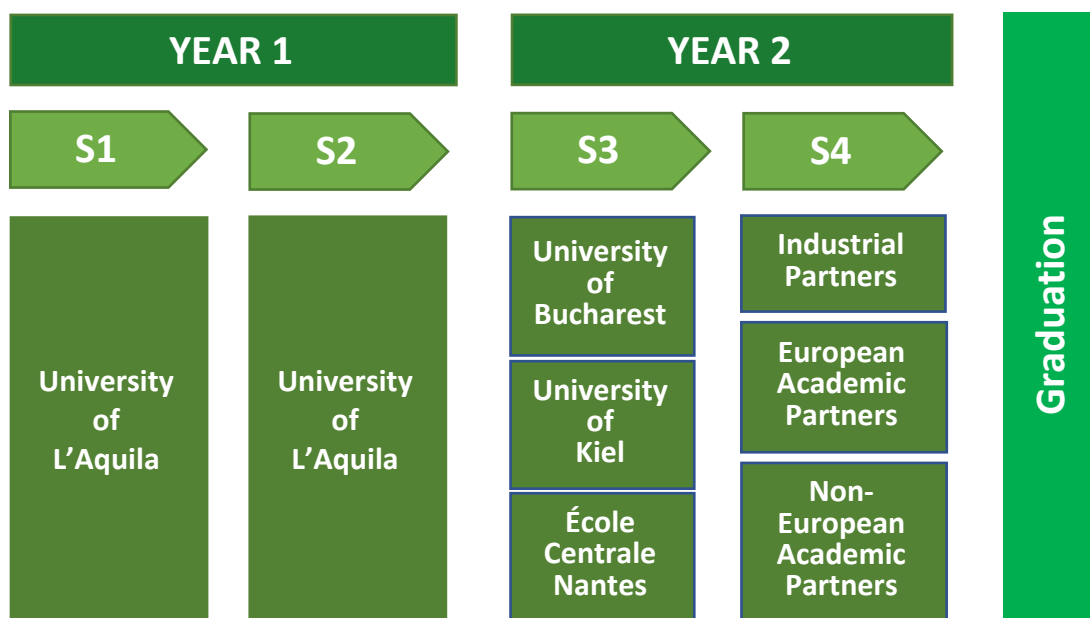 YEAR 1
YEAR 2
S1
S2
S3
S4
University
of
L’Aquila
University
of
L’Aquila
University
of
Bucharest
University
of
Kiel
École
Centrale
Nantes
Industrial
Partners
European
Academic
Partners
Non-
European
Academic
Partners
Graduation